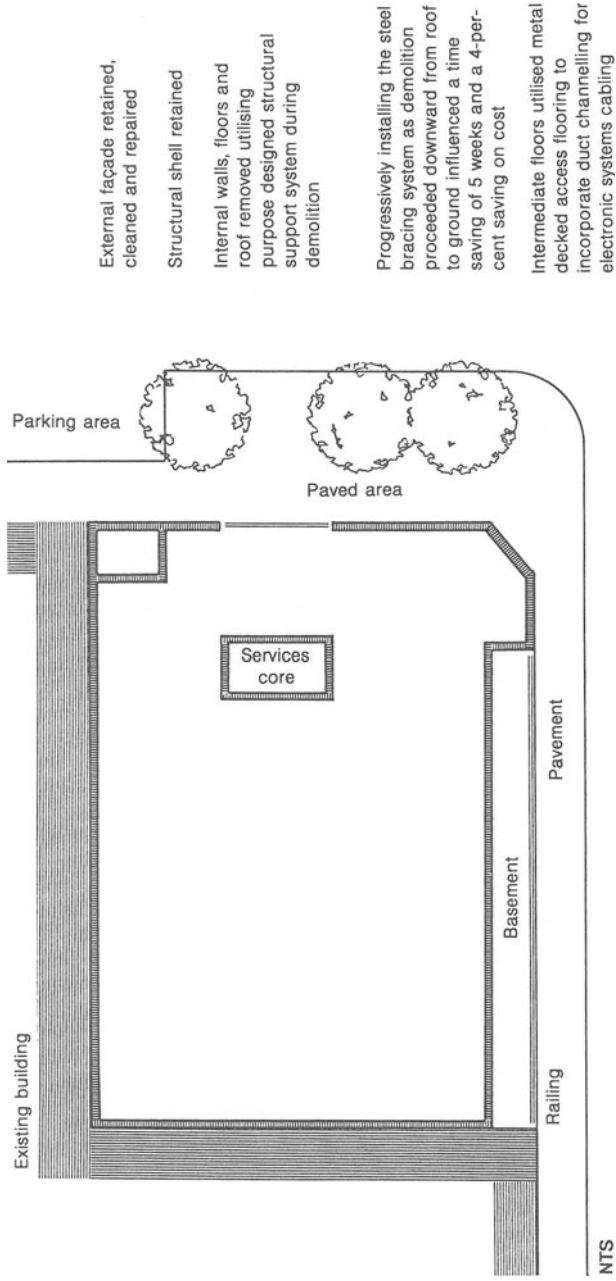 Existing building
Parking area
Paved area
Services
core
Basement
Railing
Pavement
NTS
External façade retained,
cleaned and repaired
Structural shell retained
Internal walls, floors and
roof removed utilising
purpose designed structural
support system during
demolition
Progressively installing the steel
bracing system as demolition
proceeded downward from roof
to ground influenced a time
saving of 5 weeks and a 4-per-
cent saving on cost
Intermediate floors utilised metal
decked access flooring to
incorporate duct channelling for
electronic systems cabling